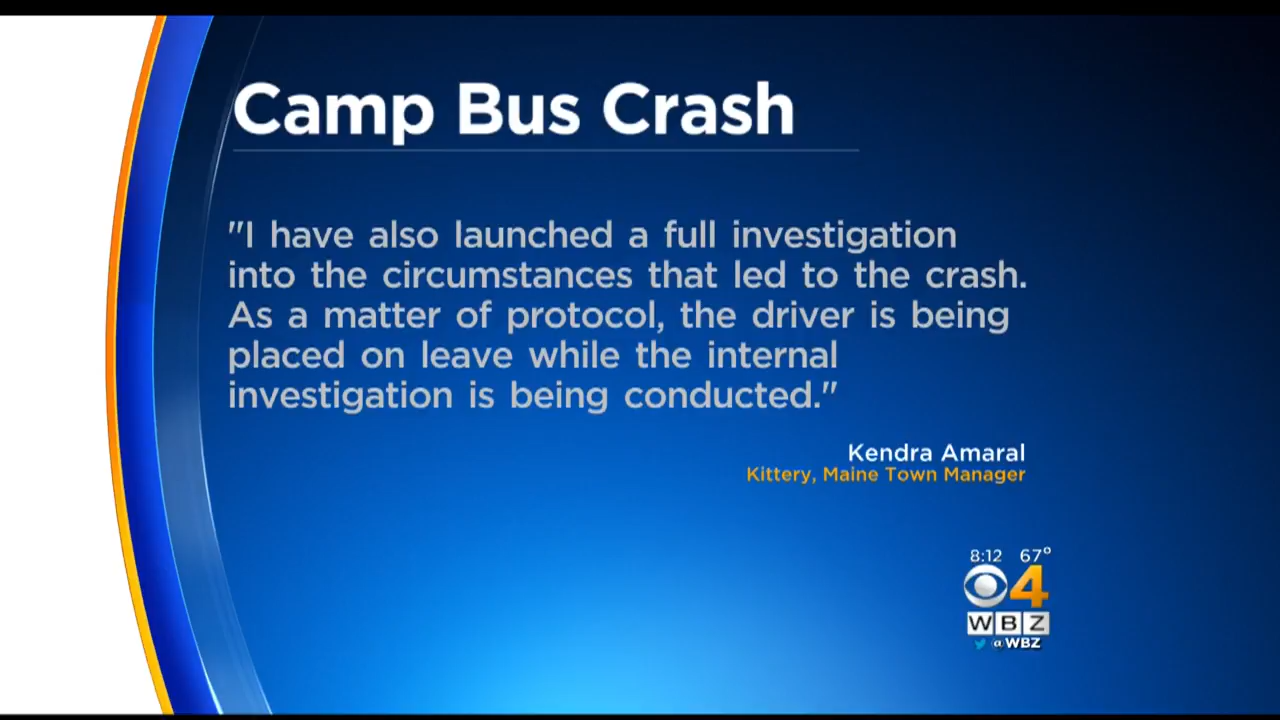 Camp Bus Crash
"I have also launched a full investigation
into the circumstances that led to the crash.
As a matter of protocol, the driver is being
placed on leave while the internal
investigation is being conducted."
Kendra Amaral
Kittery, Maine Town Manager
8:12 67°
4
WBZ
@WBZ